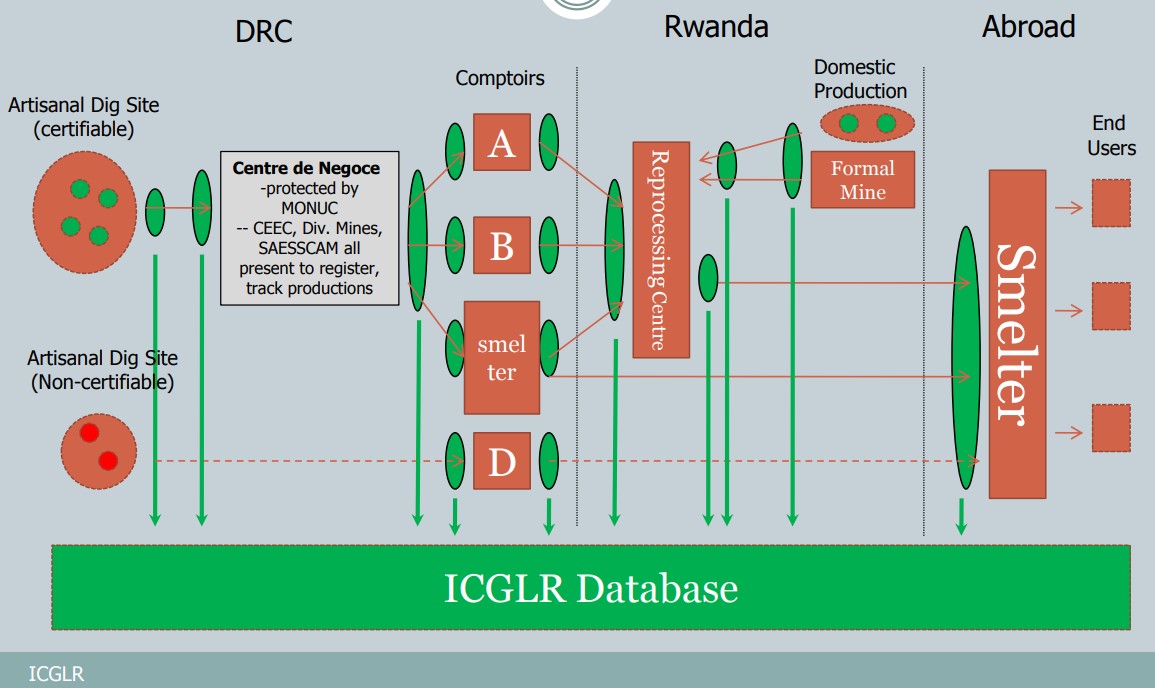 DRC
Rwanda
Abroad
Artisanal Dig Site
(certifiable)
Comptoirs
Domestic
Production
End
Users
Centre de Negoce
-protected by
MONUC
-- CEEC, Div. Mines,
SAESSCAM all
present to register,
track productions
A
B
smel
ter
D
Reprocessing Centre
Formal
Mine
Smelter
Artisanal Dig Site
(Non-certifiable)
ICGLR Database
ICGLR